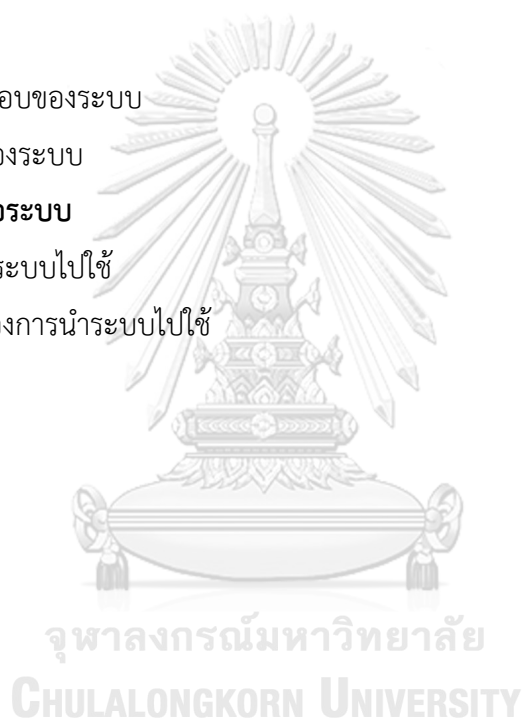 อบของระบบ
องระบบ
ระบบ
ระบบไปใช้
องการนำระบบไปใช้
จุฬาลงกรณ์มหาวิทยาลัย
CHULALONGKORN UNIVERSITY